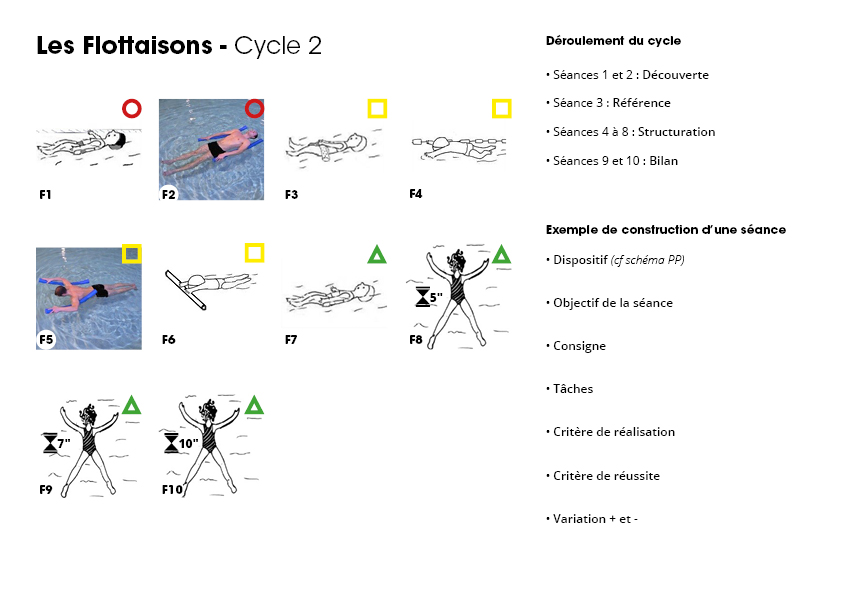 Les Flottaisons - Cycle 2
F1
F2
F3
F4
F5
F6
F7
5"
F8
7"
F9
10"
F10
Déroulement du cycle
• Séances 1 et 2 : Découverte
• Séance 3 : Référence
• Séances 4 à 8 : Structuration
• Séances 9 et 10 : Bilan
Exemple de construction d'une séance
• Dispositif (cf schéma PP)
• Objectif de la séance
• Consigne
• Tâches
• Critère de réalisation
• Critère de réussite
• Variation + et -